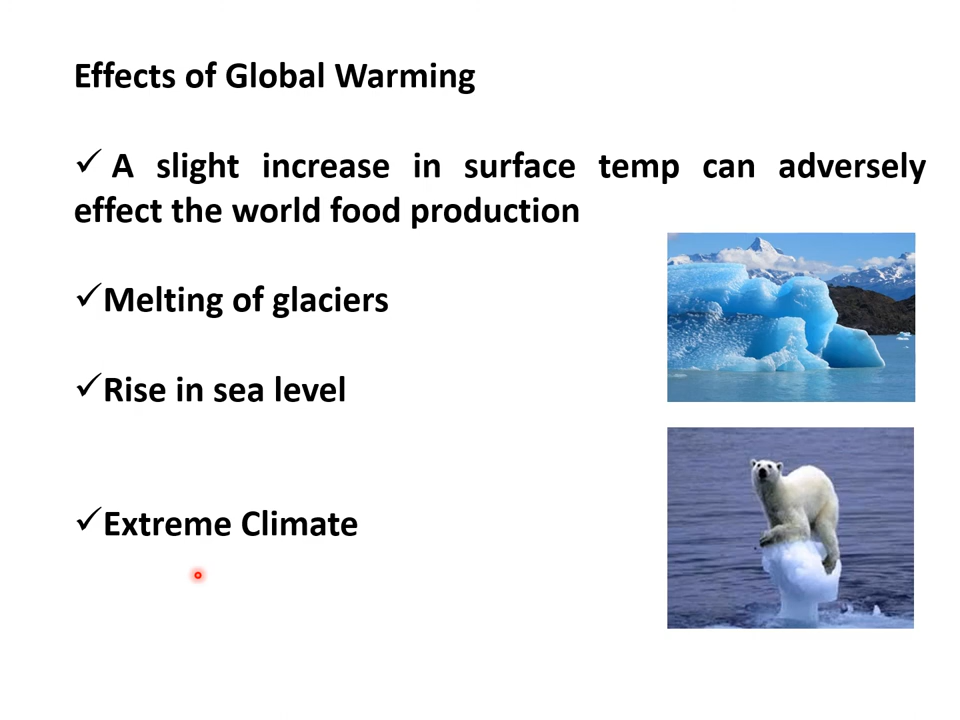 Effects of Global Warming
✓ A slight increase in surface temp can adversely
effect the world food production
✓Melting of glaciers
✓Rise in sea level
✓Extreme Climate